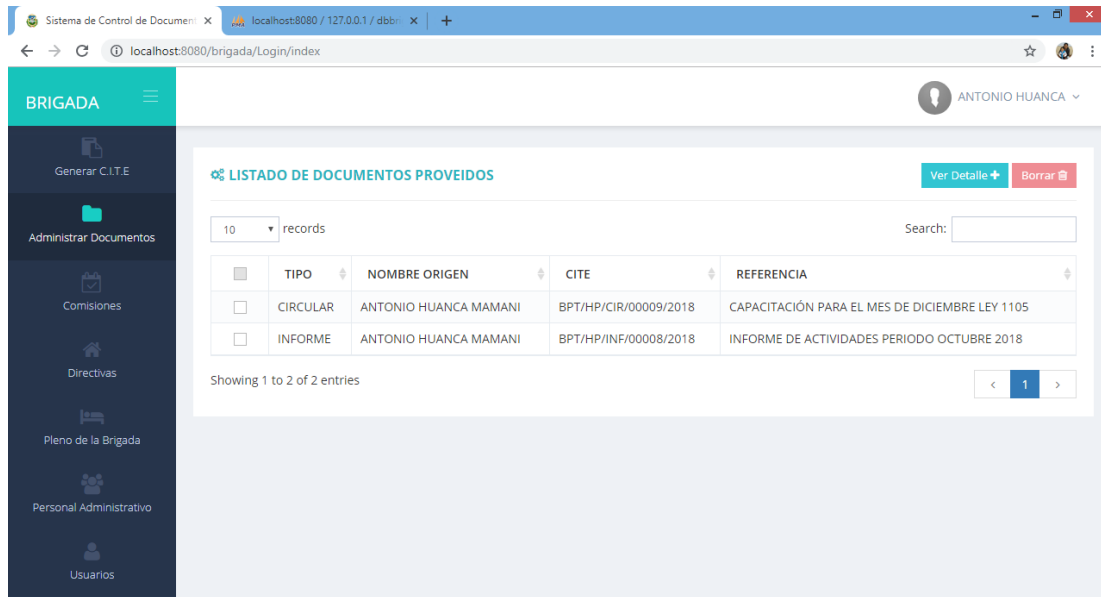 Sistema de Control de Document
localhost:8080 / 127.0.0.1 / dbbri
localhost:8080/brigada/Login/index
BRIGADA
ANTONIO HUANCA
Generar C.I.T.E
Administrar Documentos
Comisiones
Directivas
Pleno de la Brigada
Personal Administrativo
Usuarios
LISTADO DE DOCUMENTOS PROVEIDOS
Ver Detalle
Borrar
10 records
Search:
TIPO NOMBRE ORIGEN CITE REFERENCIA
CIRCULAR ANTONIO HUANCA MAMANI BPT/HP/CIR/00009/2018 CAPACITACIÓN PARA EL MES DE DICIEMBRE LEY 1105
INFORME ANTONIO HUANCA MAMANI BPT/HP/INF/00008/2018 INFORME DE ACTIVIDADES PERIODO OCTUBRE 2018
Showing 1 to 2 of 2 entries
< 1 >